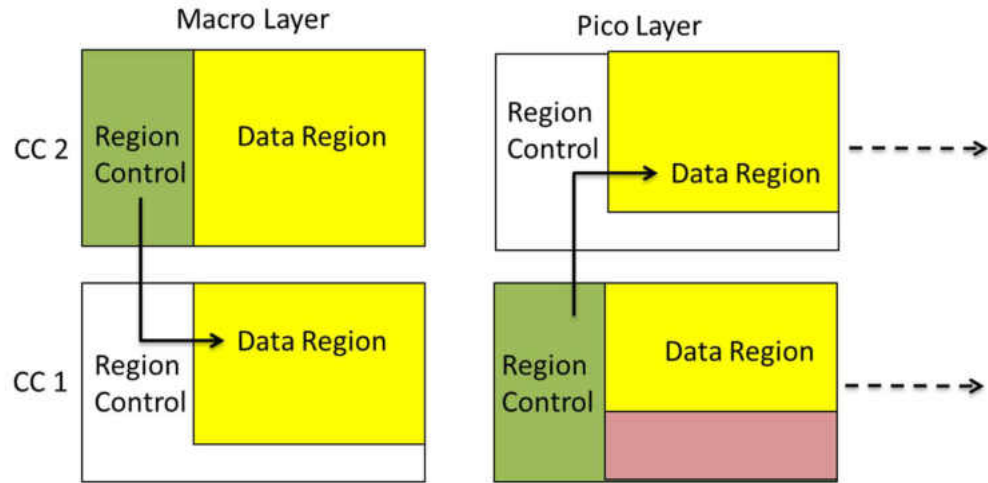 Macro Layer
Pico Layer
CC 2
Region
Control
Data Region
Region
Control
Data Region
CC 1
Region
Control
Data Region
Region
Control
Data Region